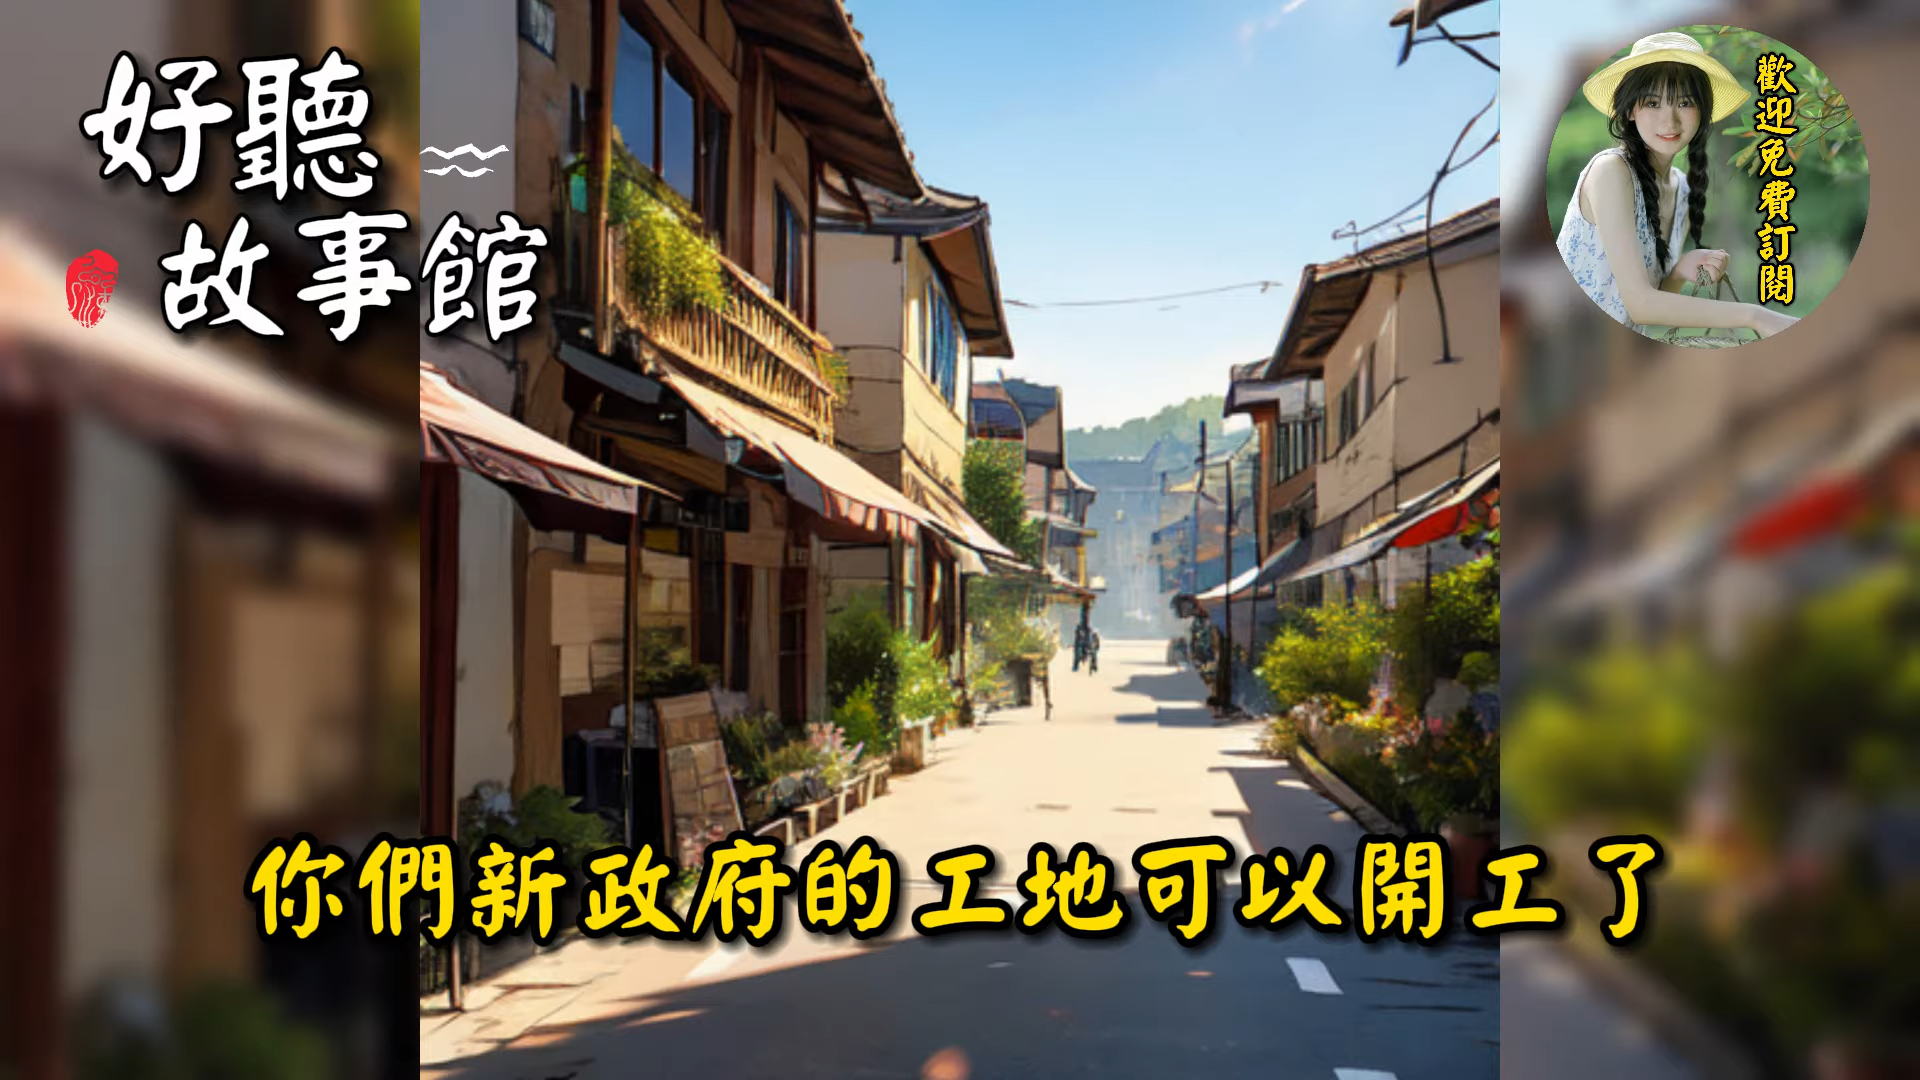 好聽
故事館
歡迎免費訂閱
你們新政府的工地可以開工了